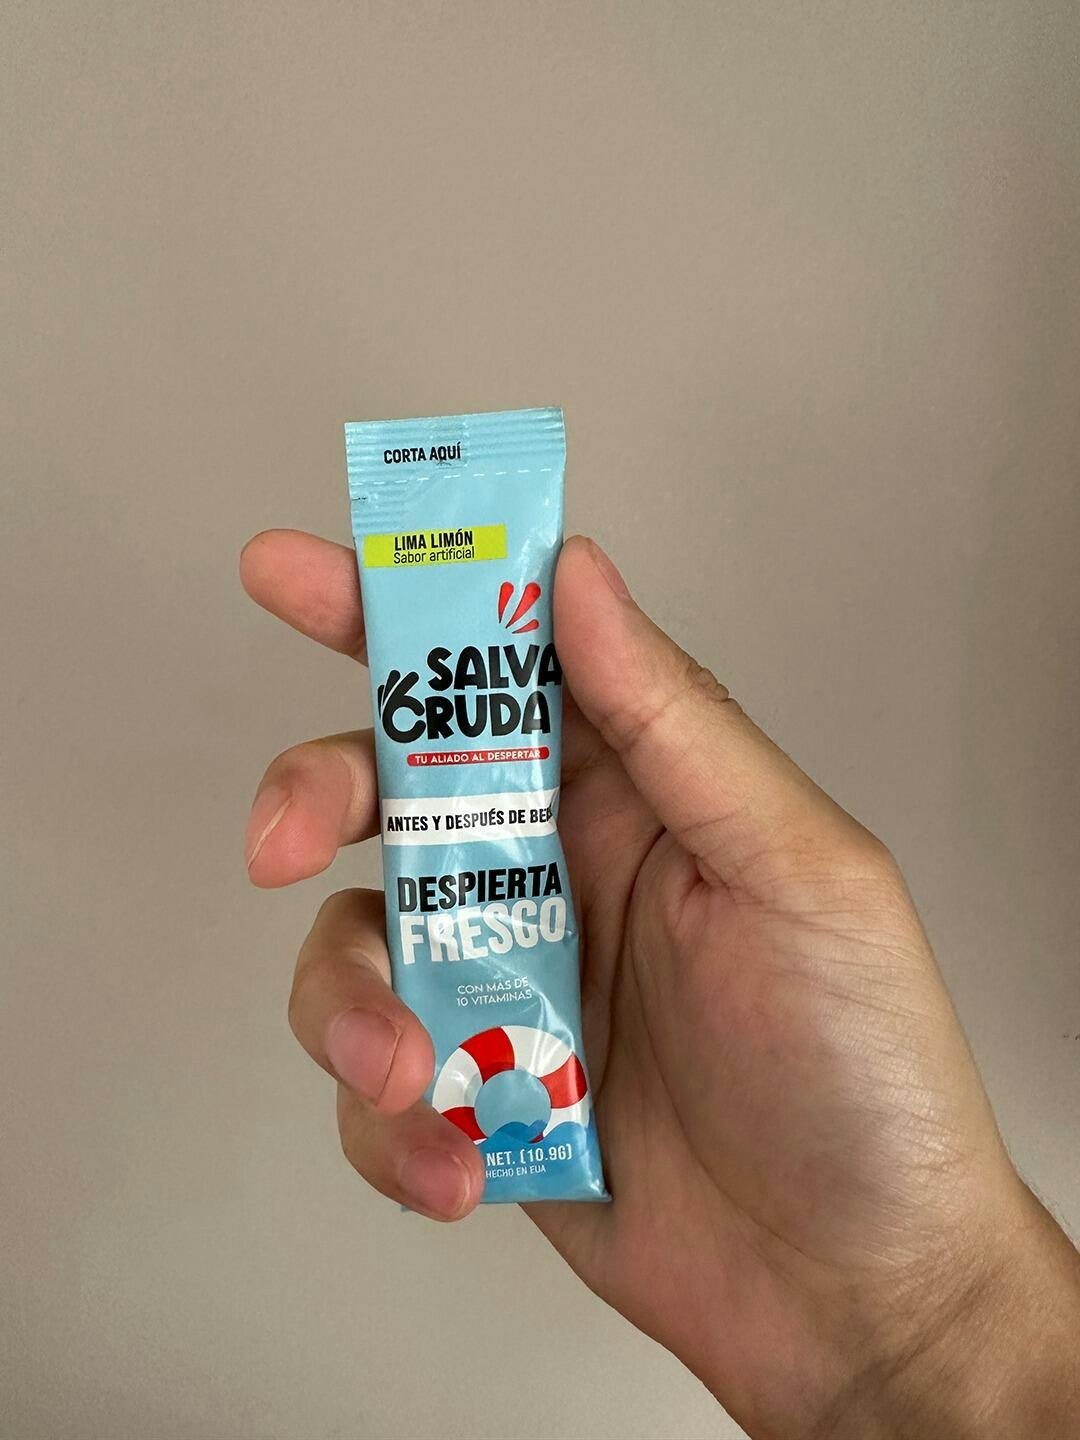 CORTA AQUÍ
LIMA LIMÓN
Sabor artificial
SALVA
CRUDA
TU ALIADO AL DESPERTAR
ANTES Y DESPUÉS DE
DESPIERTA
FRESCO
CON MÁS DE
10 VITAMINAS
NET. (10.9G)
HECHO EN EUA